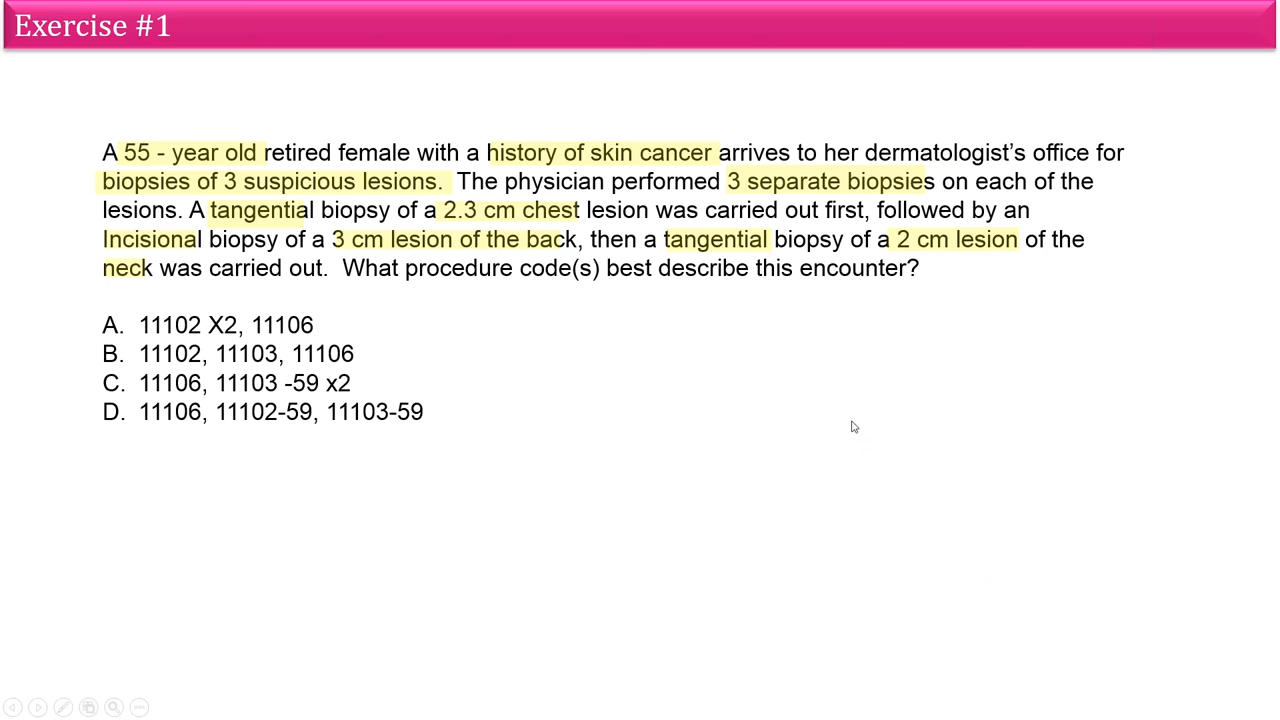 Exercise #1
A 55 - year old retired female with a history of skin cancer arrives to her dermatologist's office for
biopsies of 3 suspicious lesions.  The physician performed 3 separate biopsies on each of the
lesions. A tangential biopsy of a 2.3 cm chest lesion was carried out first, followed by an
Incisional biopsy of a 3 cm lesion of the back, then a tangential biopsy of a 2 cm lesion of the
neck was carried out.  What procedure code(s) best describe this encounter?
A.  11102 X2, 11106
B.  11102, 11103, 11106
C.  11106, 11103 -59 x2
D.  11106, 11102-59, 11103-59